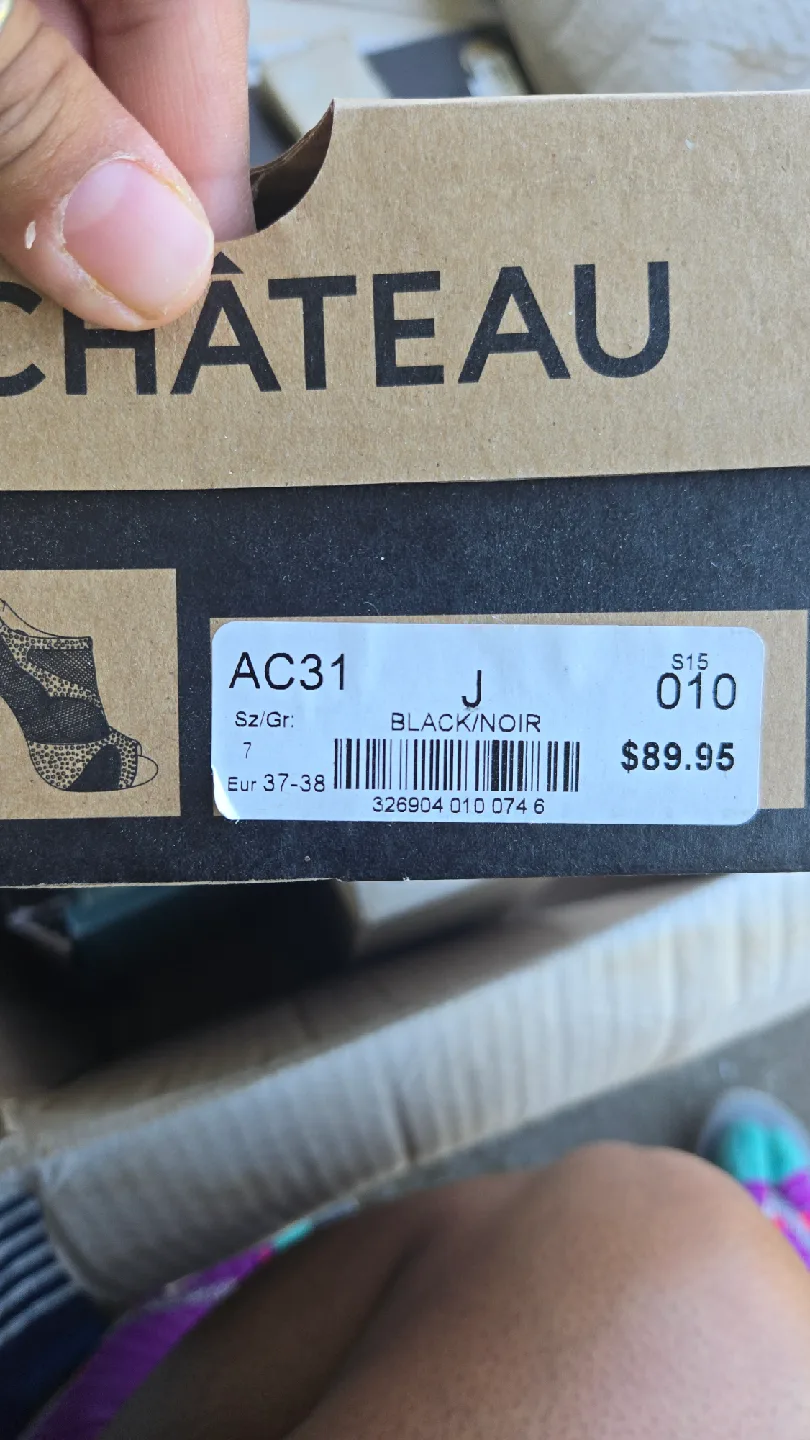 CHÂTEAU
AC31
J
S15
010
Sz/Gr:
7
BLACK/NOIR
$89.95
Eur 37-38
326904 010 074 6